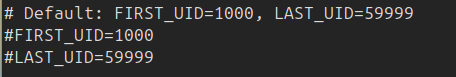 # Default: FIRST_UID=1000, LAST_UID=59999
#FIRST_UID=1000
#LAST_UID=59999